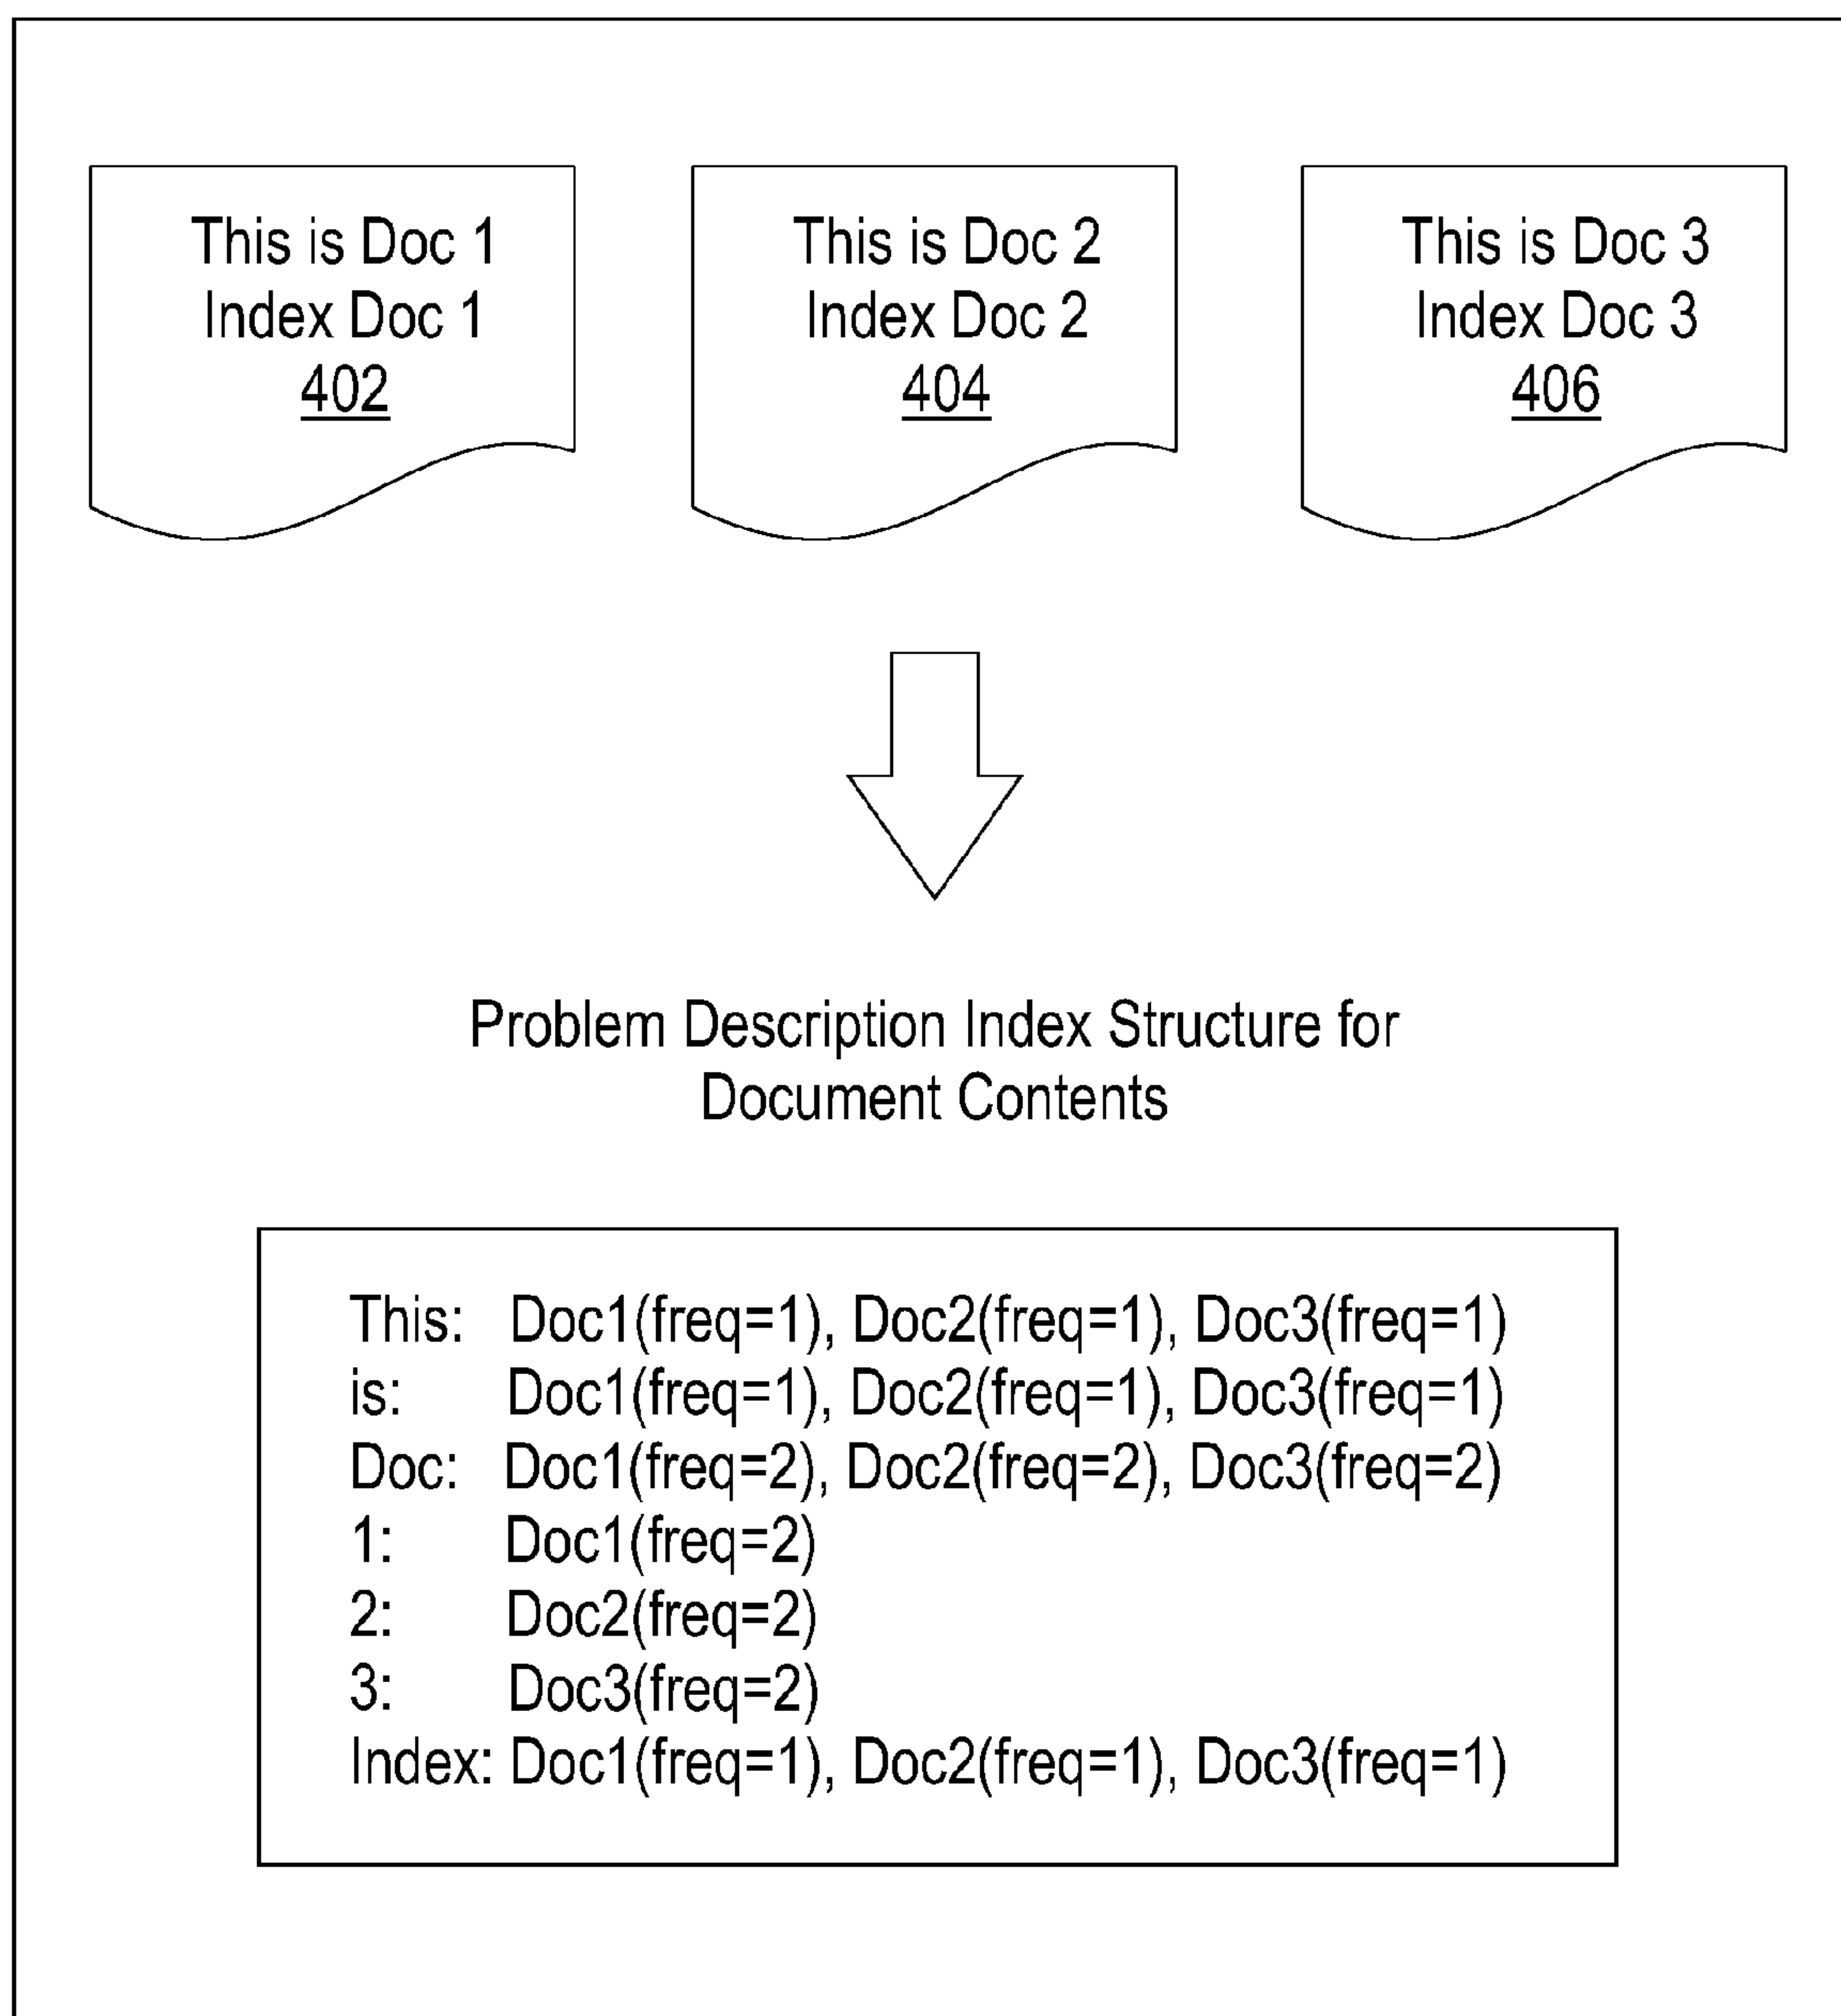 This is Doc 1
Index Doc 1
402
This is Doc 2
Index Doc 2
404
This is Doc 3
Index Doc 3
406
Problem Description Index Structure for
Document Contents
This: Doc1(freq=1), Doc2(freq=1), Doc3(freq=1)
is: Doc1(freq=1), Doc2(freq=1), Doc3(freq=1)
Doc: Doc1(freq=2), Doc2(freq=2), Doc3(freq=2)
1: Doc1(freq=2)
2: Doc2(freq=2)
3: Doc3(freq=2)
Index: Doc1(freq=1), Doc2(freq=1), Doc3(freq=1)